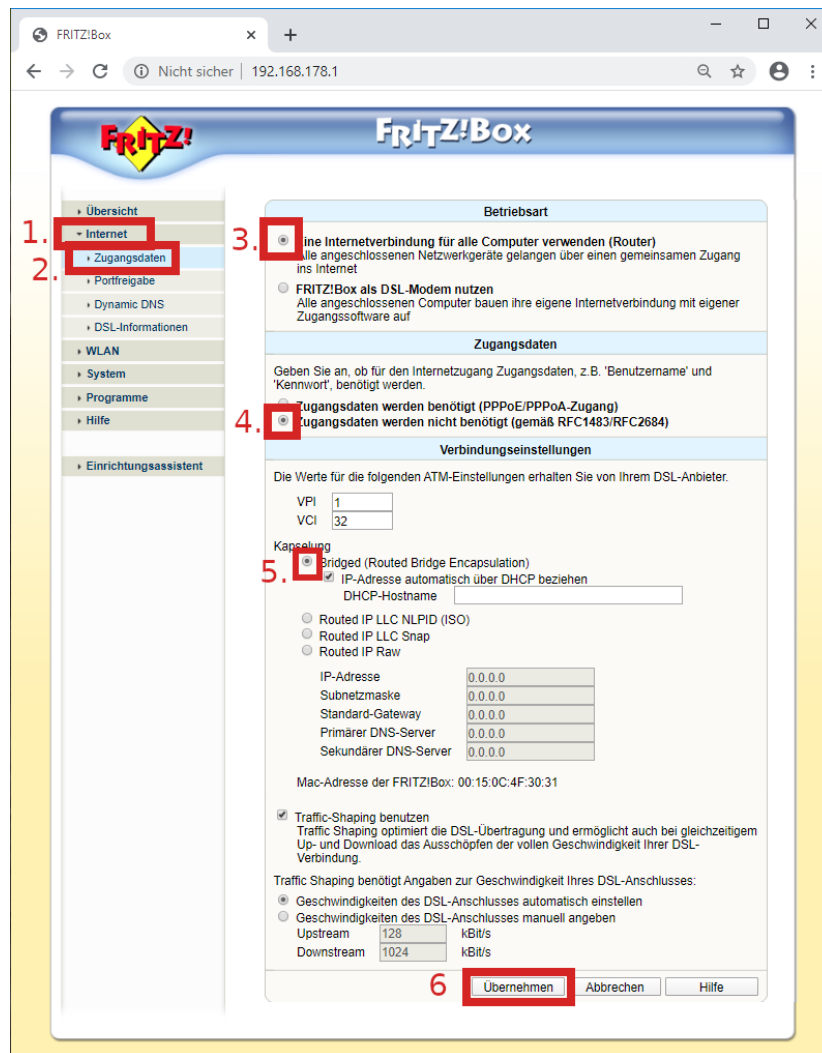 FRITZ!Box
Nicht sicher | 192.168.178.1
FRITZ!
FRITZ!Box
Übersicht
1. Internet
2. Zugangsdaten
Portfreigabe
Dynamic DNS
DSL-Informationen
WLAN
System
Programme
Hilfe
Einrichtungsassistent
Betriebsart
3. Eine Internetverbindung für alle Computer verwenden (Router)
Alle angeschlossenen Netzwerkgeräte gelangen über einen gemeinsamen Zugang
ins Internet
FRITZ!Box als DSL-Modem nutzen
Alle angeschlossenen Computer bauen ihre eigene Internetverbindung mit eigener
Zugangssoftware auf
Zugangsdaten
Geben Sie an, ob für den Internetzugang Zugangsdaten, z.B. 'Benutzername' und
'Kennwort', benötigt werden.
Zugangsdaten werden benötigt (PPPoE/PPPoA-Zugang)
4. Zugangsdaten werden nicht benötigt (gemäß RFC1483/RFC2684)
Verbindungseinstellungen
Die Werte für die folgenden ATM-Einstellungen erhalten Sie von Ihrem DSL-Anbieter.
VPI 1
VCI 32
Kapselung
5. Bridged (Routed Bridge Encapsulation)
IP-Adresse automatisch über DHCP beziehen
DHCP-Hostname
Routed IP LLC NLPID (ISO)
Routed IP LLC Snap
Routed IP Raw
IP-Adresse 0.0.0.0
Subnetzmaske 0.0.0.0
Standard-Gateway 0.0.0.0
Primärer DNS-Server 0.0.0.0
Sekundärer DNS-Server 0.0.0.0
Mac-Adresse der FRITZ!Box: 00:15:0C:4F:30:31
Traffic-Shaping benutzen
Traffic Shaping optimiert die DSL-Übertragung und ermöglicht auch bei gleichzeitigem
Up- und Download das Ausschöpfen der vollen Geschwindigkeit Ihrer DSL-
Verbindung.
Traffic Shaping benötigt Angaben zur Geschwindigkeit Ihres DSL-Anschlusses:
Geschwindigkeiten des DSL-Anschlusses automatisch einstellen
Geschwindigkeiten des DSL-Anschlusses manuell angeben
Upstream 128 kBit/s
Downstream 1024 kBit/s
6 Übernehmen Abbrechen Hilfe